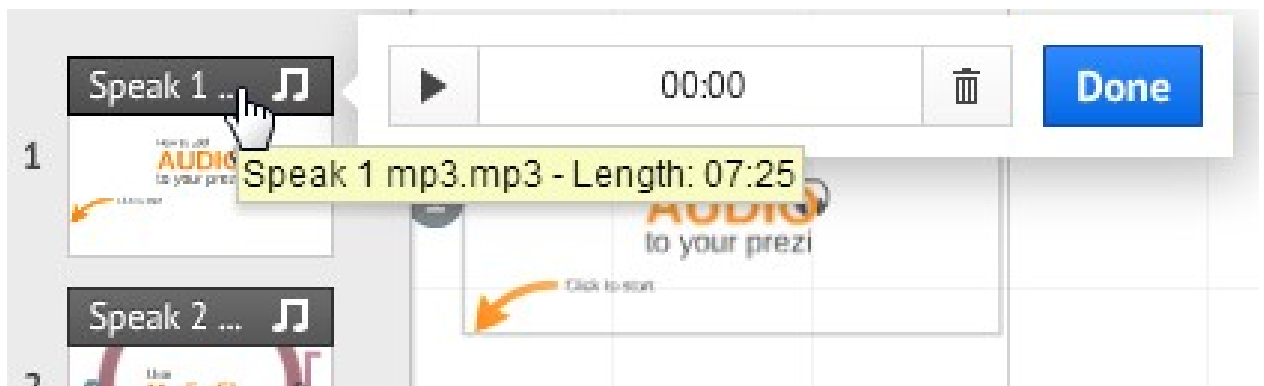 Speak 1 ...
00:00
Done
1
How to add
AUDIO
to your prezi
Speak 1 mp3.mp3 - Length: 07:25
AUDIO
to your prezi
Click to start
Speak 2 ...
2
Use